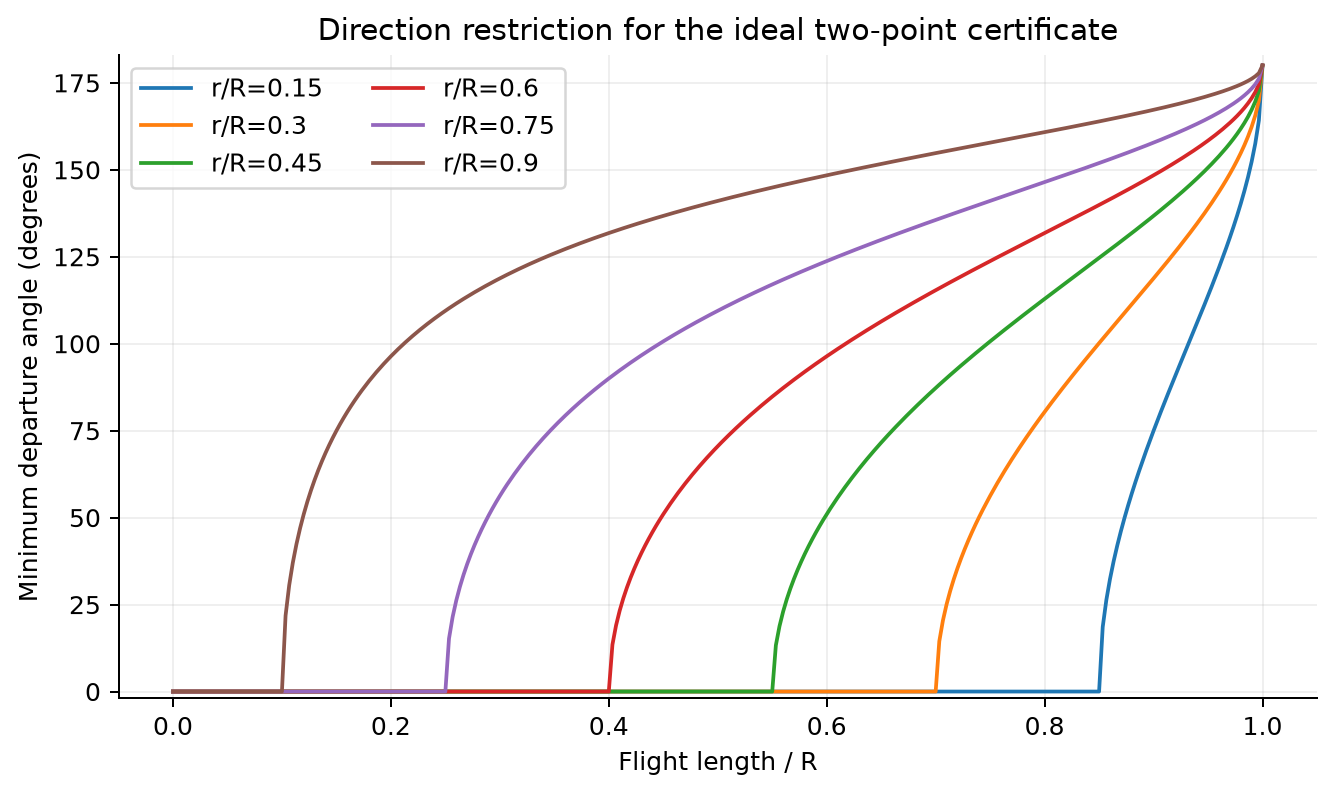 Direction restriction for the ideal two-point certificate
r/R=0.15
r/R=0.3
r/R=0.45
r/R=0.6
r/R=0.75
r/R=0.9
Minimum departure angle (degrees)
175
150
125
100
75
50
25
0
0.0 0.2 0.4 0.6 0.8 1.0
Flight length / R